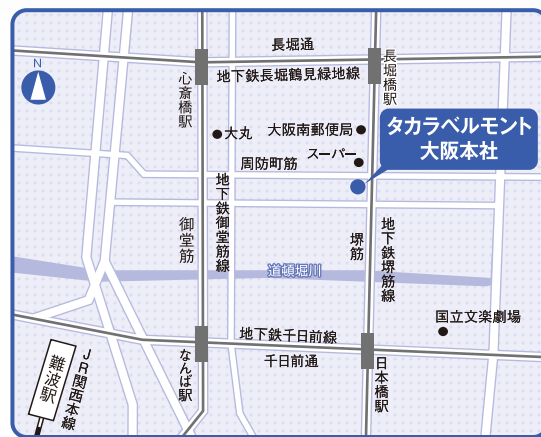 長堀通
地下鉄長堀鶴見緑地線
N
心斎橋駅
長堀橋駅
大丸
大阪南郵便局
タカラベルモント
大阪本社
スーパー
周防町筋
地下鉄御堂筋線
御堂筋
堺筋
地下鉄堺筋線
道頓堀川
国立文楽劇場
地下鉄千日前線
千日前通
なんば駅
日本橋駅
難波駅
JR関西本線